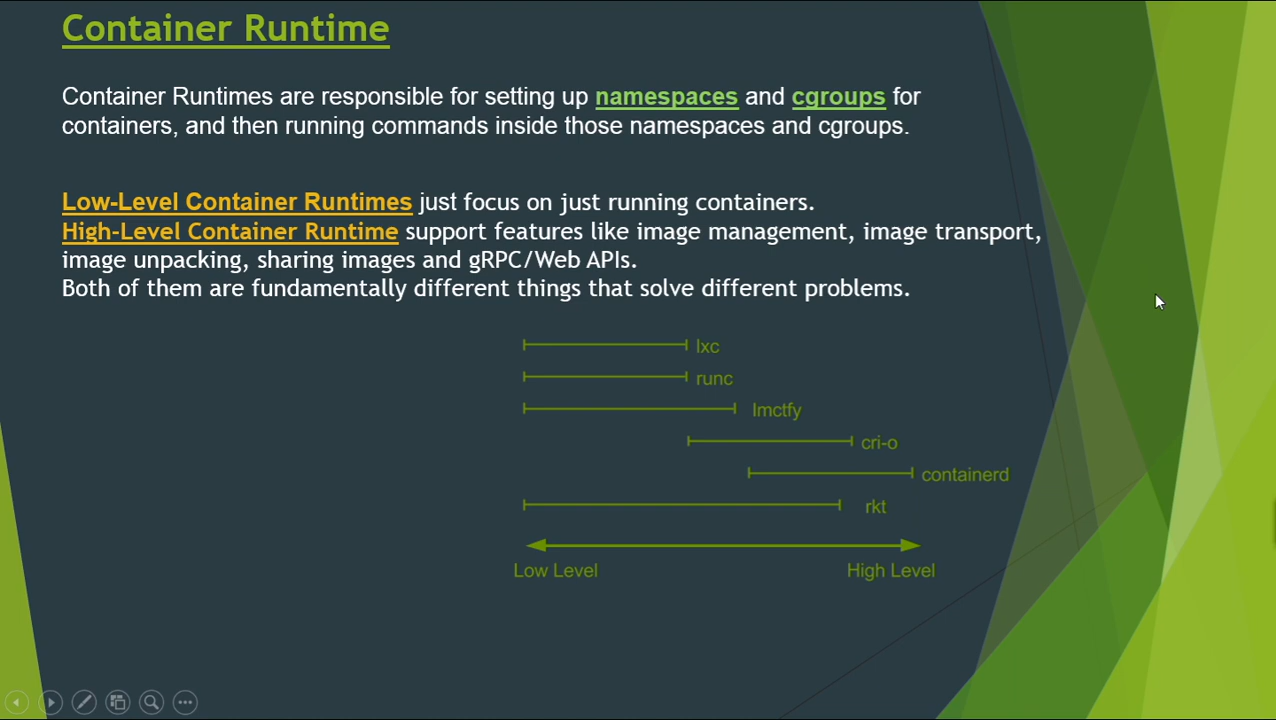 Container Runtime
Container Runtimes are responsible for setting up namespaces and cgroups for
containers, and then running commands inside those namespaces and cgroups.
Low-Level Container Runtimes just focus on just running containers.
High-Level Container Runtime support features like image management, image transport,
image unpacking, sharing images and gRPC/Web APIs.
Both of them are fundamentally different things that solve different problems.
lxc
runc
lmctfy
cri-o
containerd
rkt
Low Level High Level